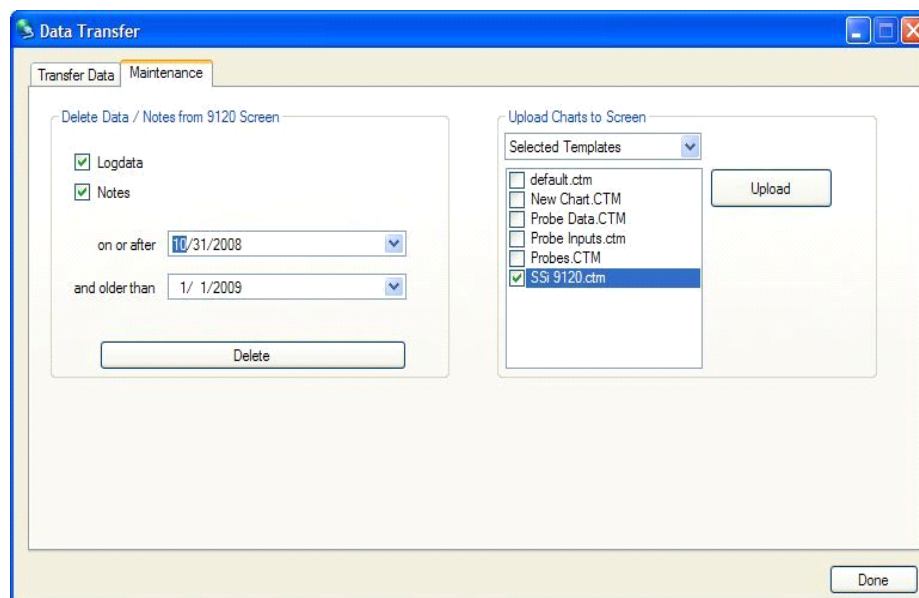 Data Transfer
Transfer Data
Maintenance
Delete Data / Notes from 9120 Screen
Logdata
Notes
on or after 10/31/2008
and older than 1/ 1/2009
Delete
Upload Charts to Screen
Selected Templates
default.ctm
New Chart.CTM
Probe Data.CTM
Probe Inputs.ctm
Probes.CTM
SSi 9120.ctm
Upload
Done